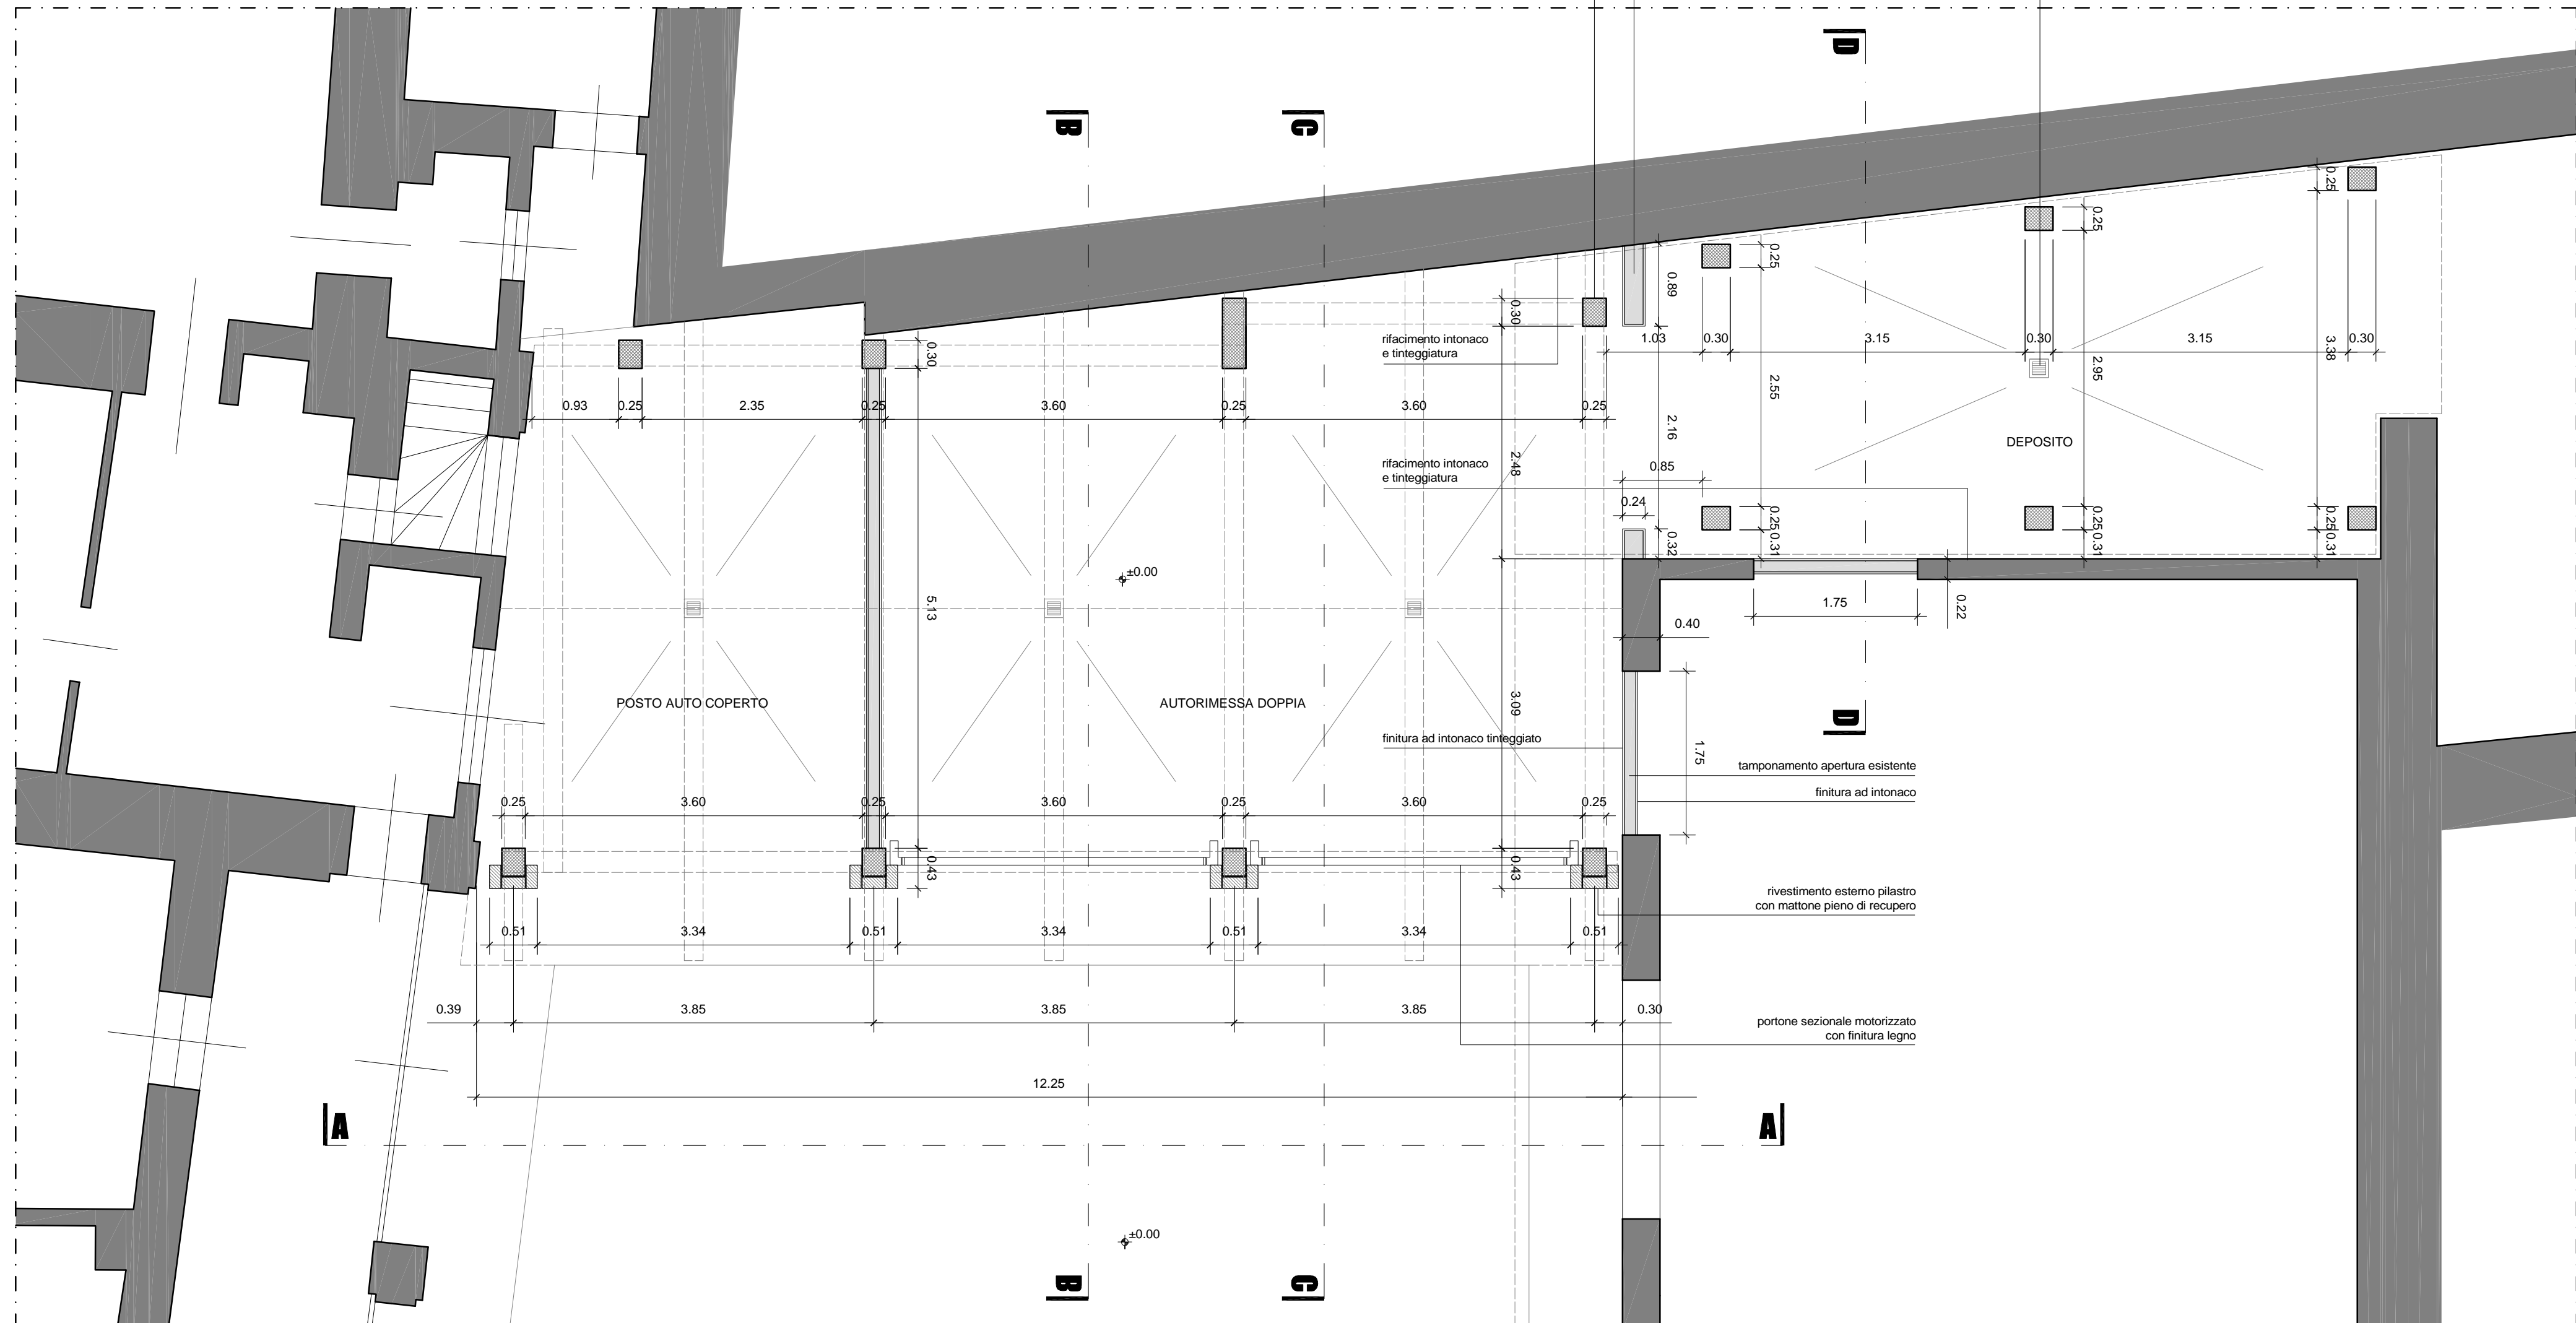 D
B
C
0.25
0.25
0.25
0.89
0.30
rifacimento intonaco
e tinteggiatura
1.03
0.30
3.15
0.30
3.15
0.30
3.38
2.95
2.55
0.30
0.93
0.25
2.35
0.25
3.60
0.25
3.60
0.25
2.16
DEPOSITO
rifacimento intonaco
e tinteggiatura
2.48
0.85
0.24
0.25
0.31
0.25
0.31
0.25
0.31
0.32
±0.00
5.13
1.75
0.22
0.40
POSTO AUTO COPERTO
AUTORIMESSA DOPPIA
3.09
D
finitura ad intonaco tinteggiato
1.75
tamponamento apertura esistente
finitura ad intonaco
0.25
3.60
0.25
3.60
0.25
3.60
0.25
0.43
0.43
rivestimento esterno pilastro
con mattone pieno di recupero
0.51
3.34
0.51
3.34
0.51
3.34
0.51
0.39
3.85
3.85
3.85
0.30
portone sezionale motorizzato
con finitura legno
12.25
A
A
±0.00
B
C